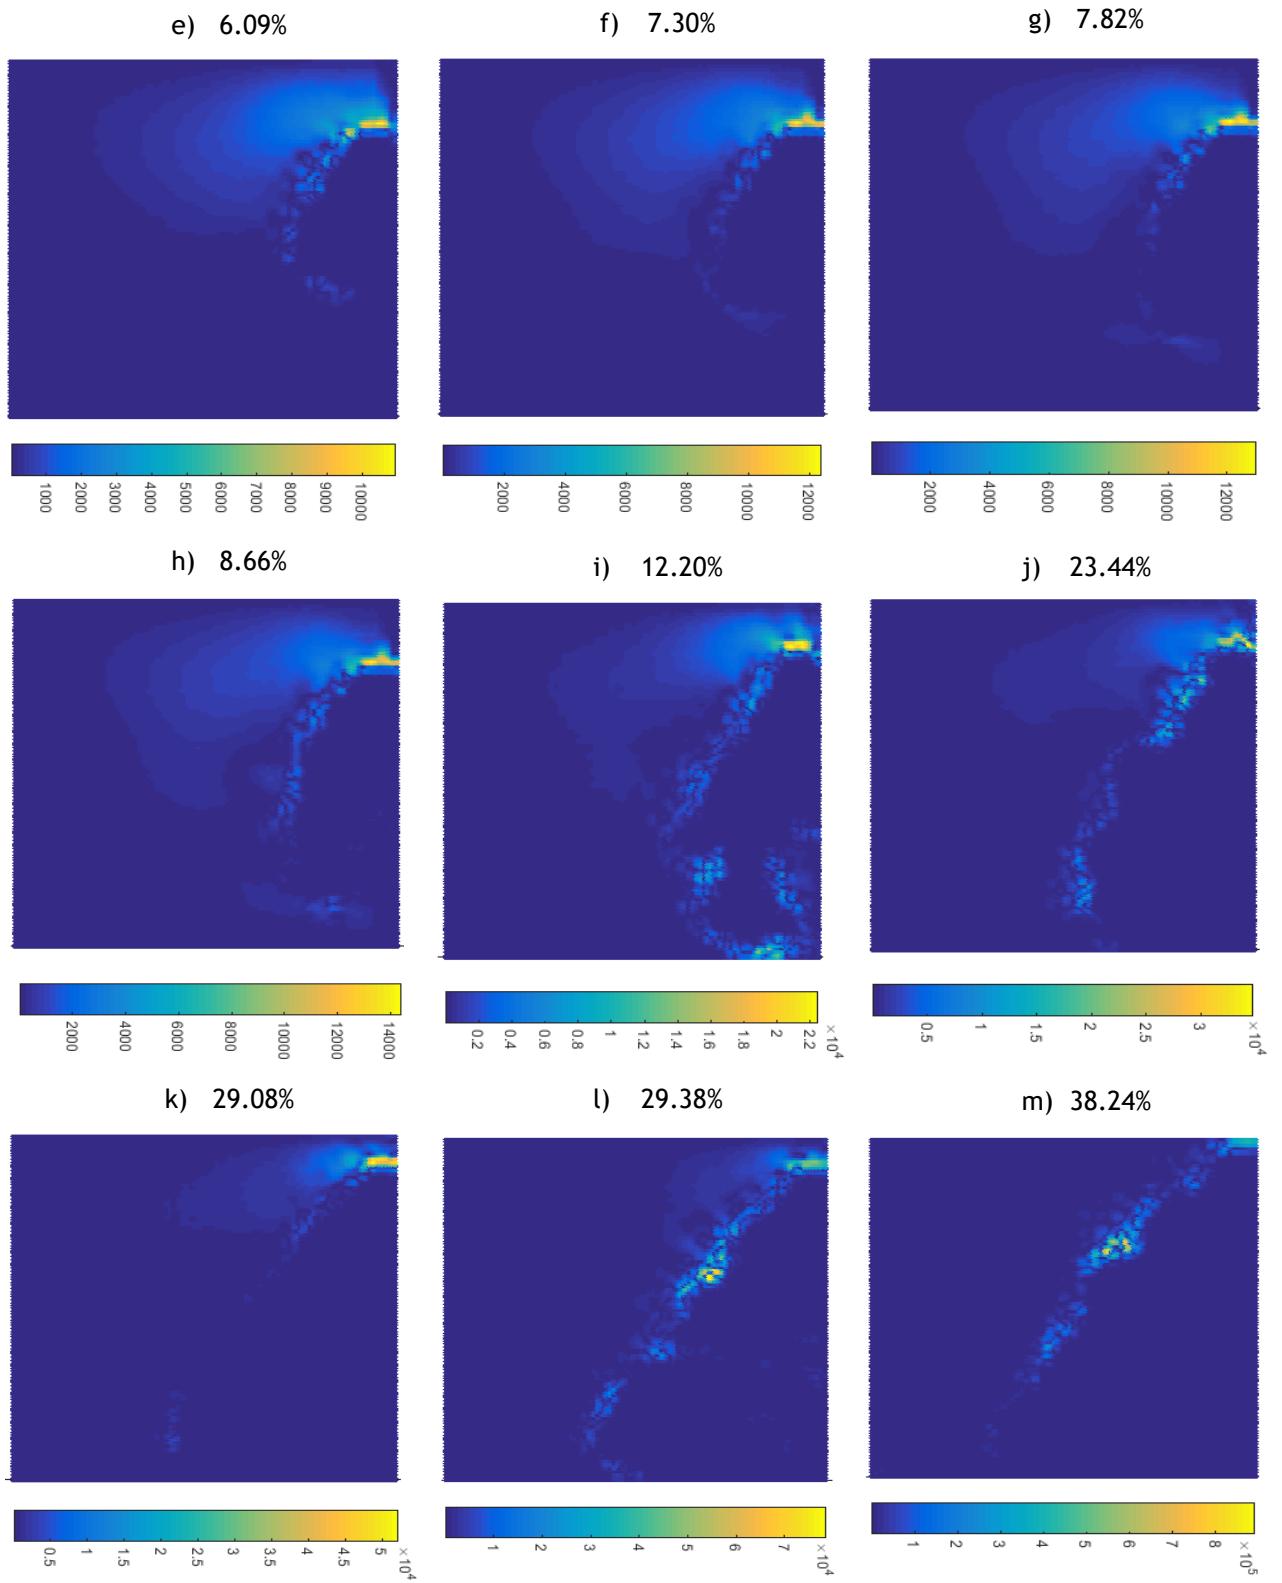 e) 6.09%
f) 7.30%
g) 7.82%
1000 2000 3000 4000 5000 6000 7000 8000 9000 10000
2000 4000 6000 8000 10000 12000
2000 4000 6000 8000 10000 12000
h) 8.66%
i) 12.20%
j) 23.44%
2000 4000 6000 8000 10000 12000 14000
0.2 0.4 0.6 0.8 1 1.2 1.4 1.6 1.8 2 2.2 ×10⁴
0.5 1 1.5 2 2.5 3 ×10⁴
k) 29.08%
l) 29.38%
m) 38.24%
0.5 1 1.5 2 2.5 3 3.5 4 4.5 5 ×10⁴
1 2 3 4 5 6 7 ×10⁴
1 2 3 4 5 6 7 8 ×10⁵